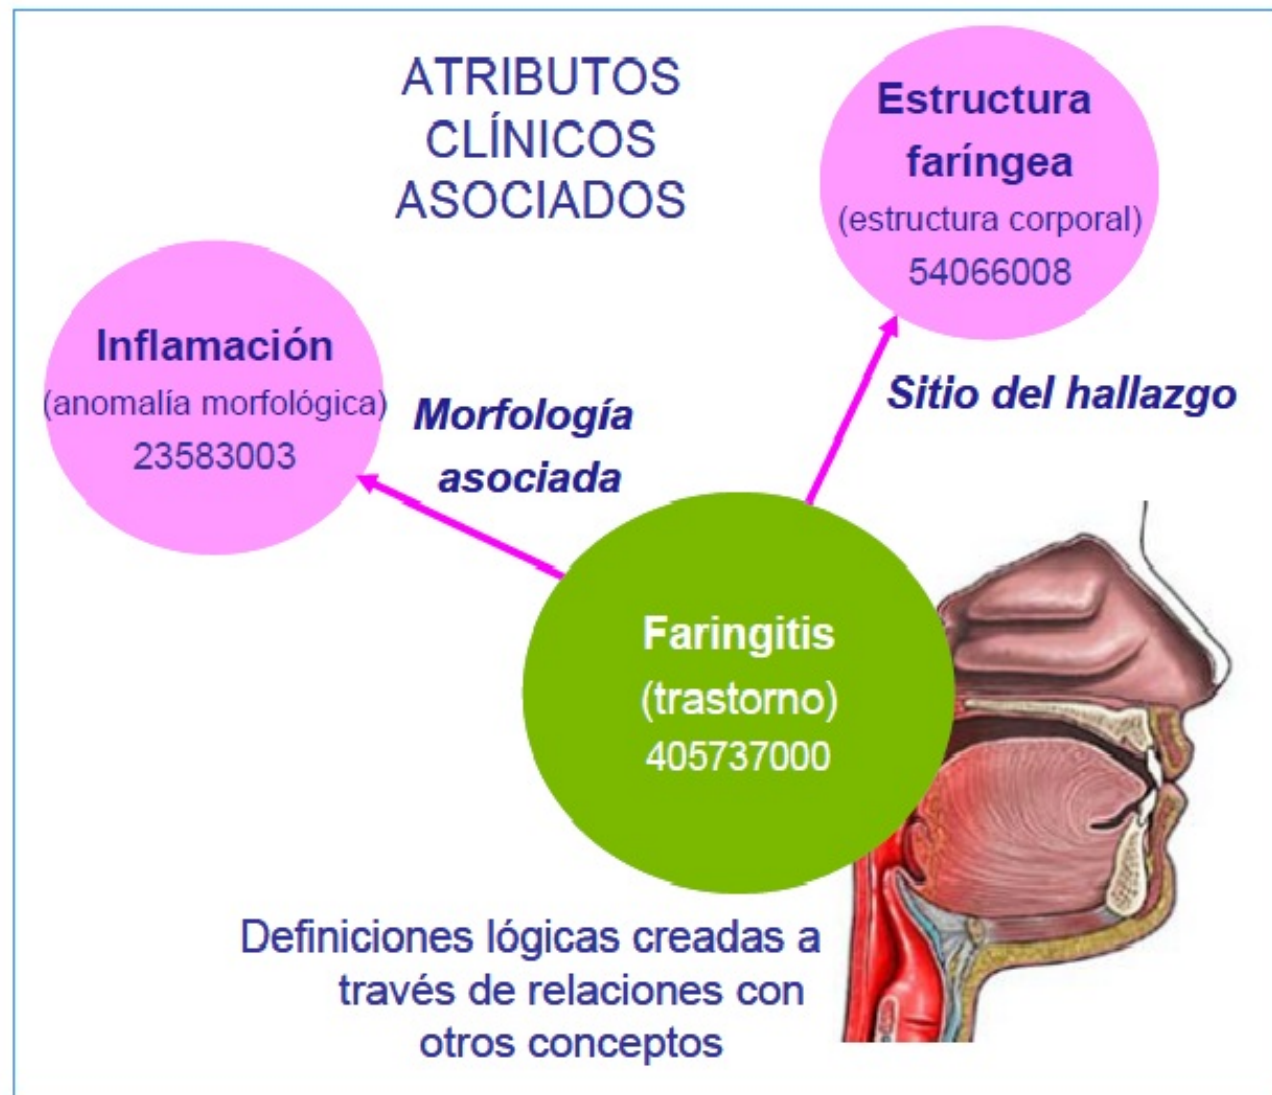 ATRIBUTOS
CLÍNICOS
ASOCIADOS
Estructura
faríngea
(estructura corporal)
54066008
Inflamación
(anomalía morfológica)
23583003
Morfología
asociada
Sitio del hallazgo
Faringitis
(trastorno)
405737000
Definiciones lógicas creadas a
través de relaciones con
otros conceptos